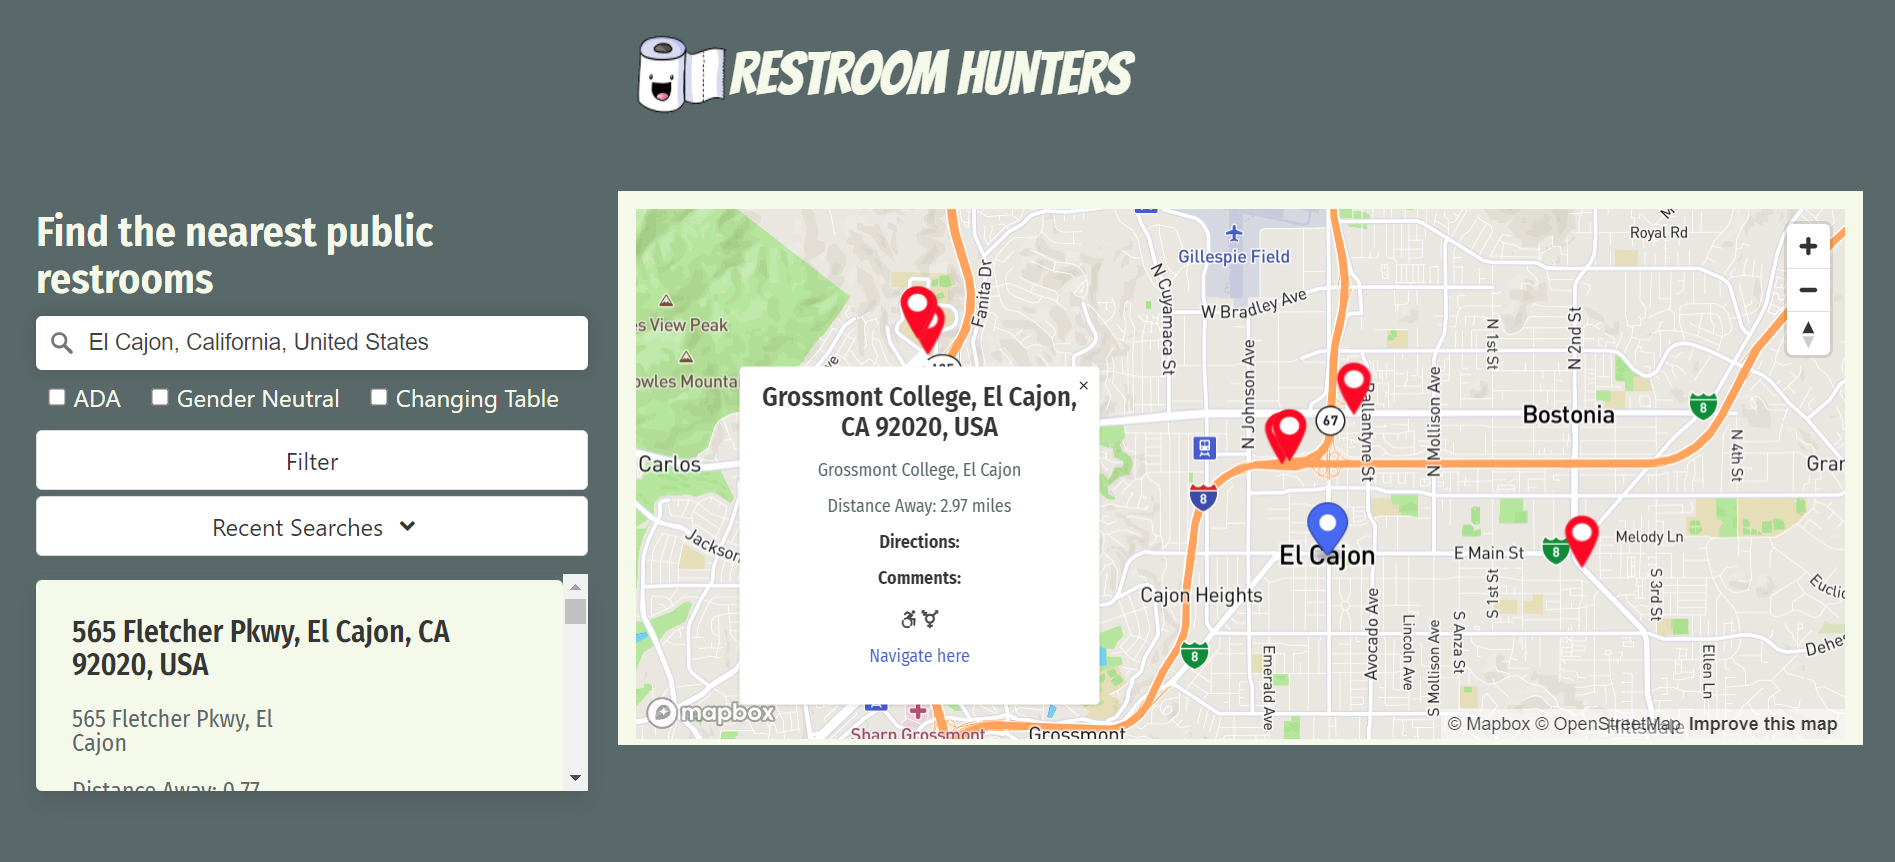 RESTROOM HUNTERS
Find the nearest public
restrooms
El Cajon, California, United States
ADA
Gender Neutral
Changing Table
Filter
Recent Searches
565 Fletcher Pkwy, El Cajon, CA
92020, USA
565 Fletcher Pkwy, El
Cajon
Distance Away: 0.77
Royal Rd
Gillespie Field
Fanita Dr
N Cuyamaca St
W Bradley Ave
N 1st St
N 2nd St
es View Peak
owles Mountai
N Johnson Ave
Ballantyne St
N Mollison Ave
67
Bostonia
8
N 4th St
Gran
Carlos
8
Grossmont College, El Cajon,
CA 92020, USA
×
Grossmont College, El Cajon
Distance Away: 2.97 miles
Directions:
Comments:
Navigate here
Jackson
El Cajon
E Main St
8
Melody Ln
Cajon Heights
S 1st St
S 3rd St
Euclid
Avocado Ave
Lincoln Ave
S Mollison Ave
S Anza St
8
Emerald Ave
Ellen Ln
Dehes
mapbox
Sharp Grossmont
Grossmont
Hillsdale
© Mapbox © OpenStreetMap Improve this map